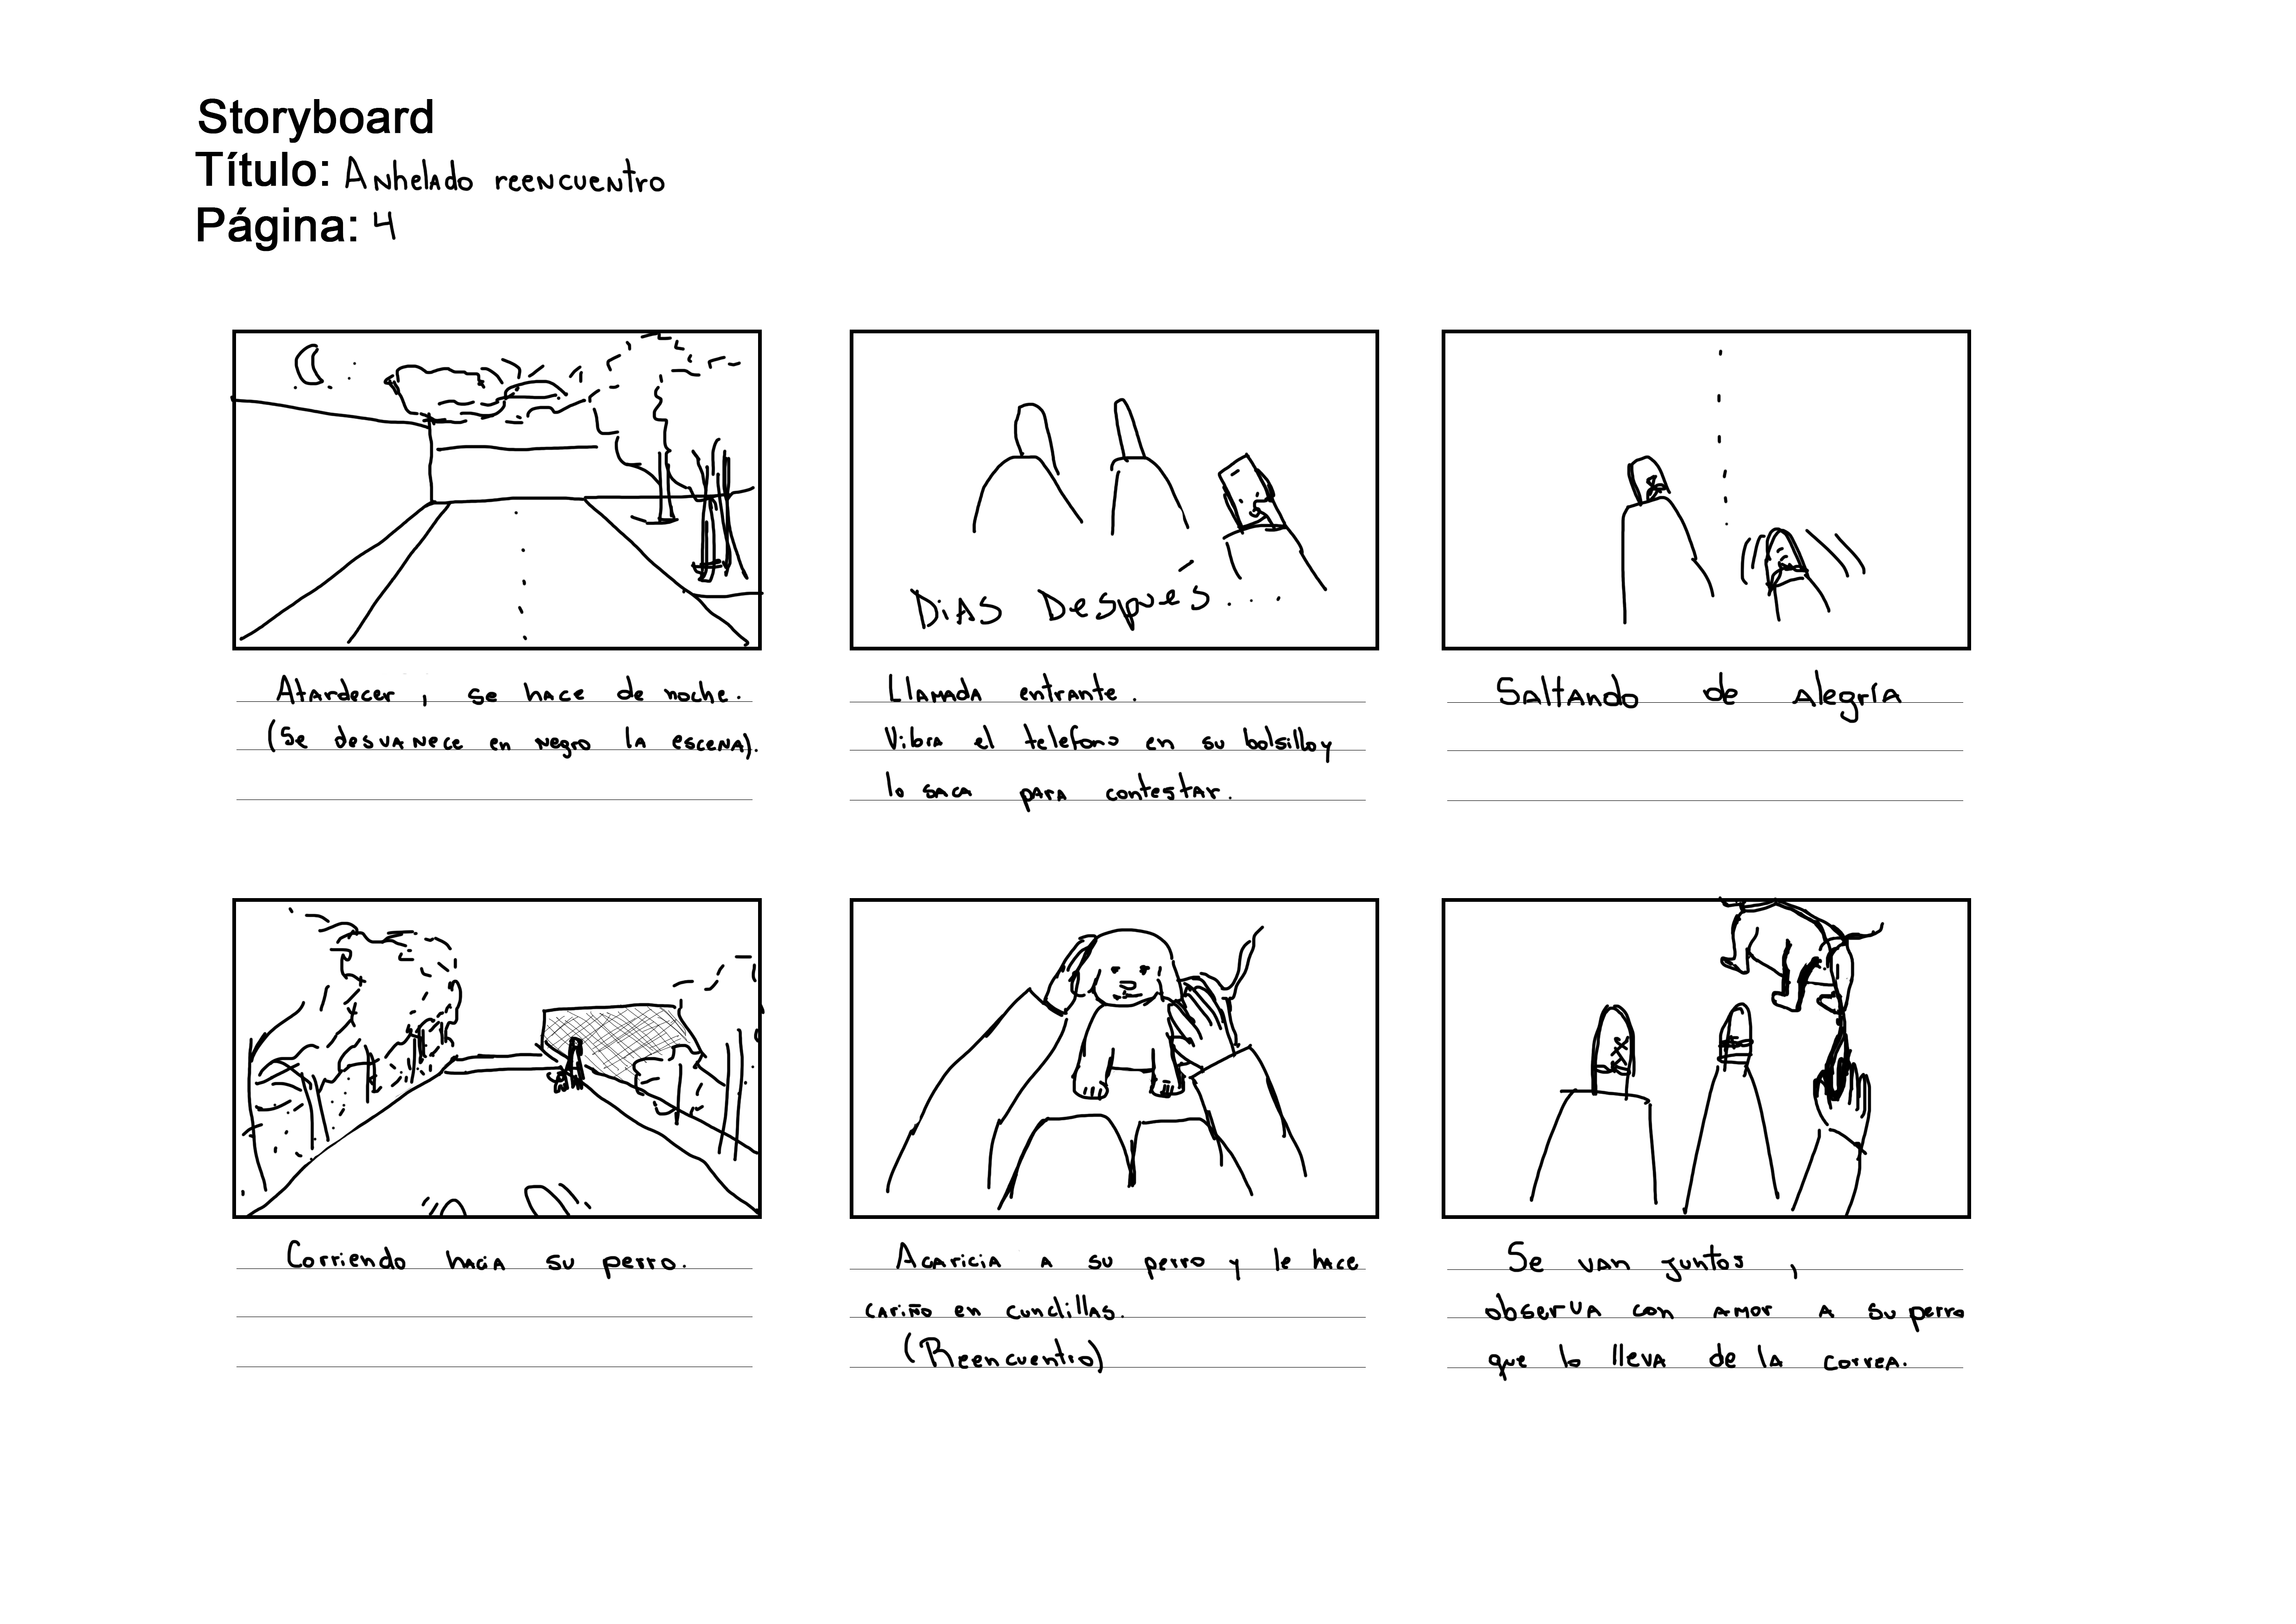 Storyboard
Título: Anhelado reencuentro
Página: 4
DiAS Después...
Atardecer, se hace de noche.
(Se desvanece en negro la escena).
Llamada entrante.
Vibra el telefono en su bolsillo y
lo saca para contestar.
Saltando de alegría
Corriendo hacia su perro.
Acaricia a su perro y le hace
cariño en cunclillas.
(Reencuentro)
Se van juntos,
observa con amor a su perro
que lo lleva de la correa.